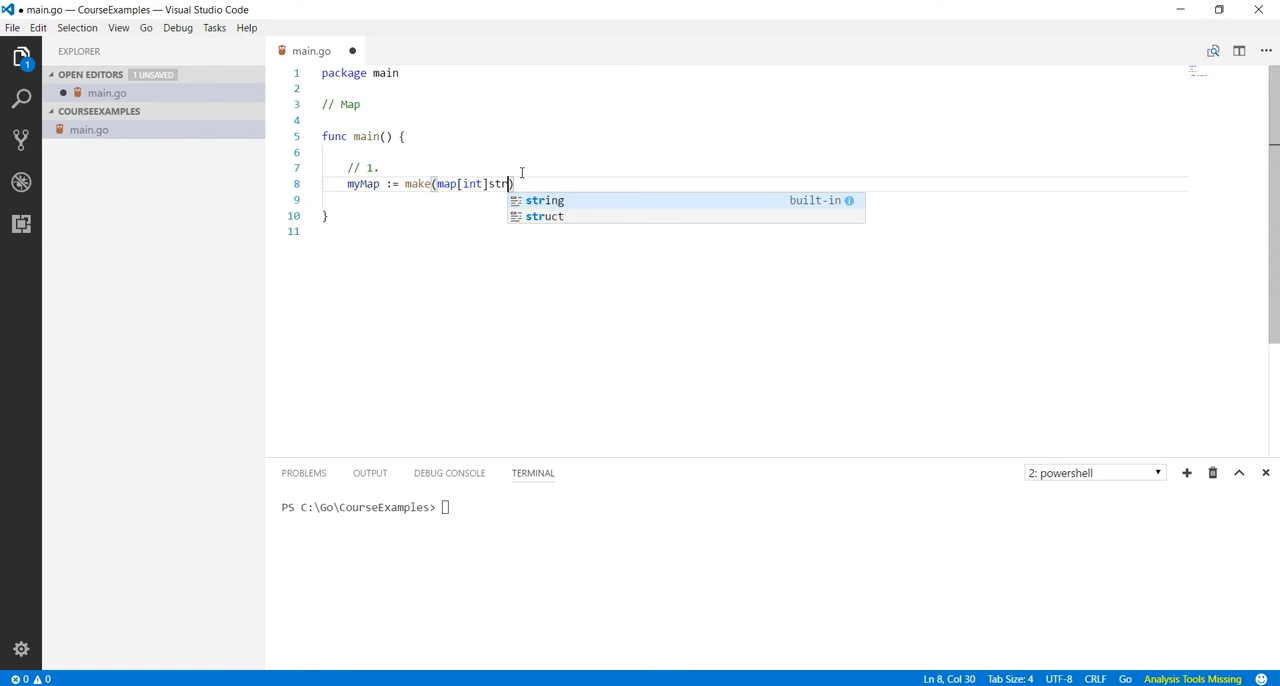 ● main.go — CourseExamples — Visual Studio Code
File Edit Selection View Go Debug Tasks Help
EXPLORER
main.go ●
OPEN EDITORS 1 UNSAVED
● main.go
COURSEEXAMPLES
main.go
1
1 package main
2
3 // Map
4
5 func main() {
6
7 // 1.
8 myMap := make(map[int]str)
9
10 }
11
string built-in
struct
PROBLEMS OUTPUT DEBUG CONSOLE TERMINAL 2: powershell
PS C:\Go\CourseExamples>
0 0 Ln 8, Col 30 Tab Size: 4 UTF-8 CRLF Go Analysis Tools Missing